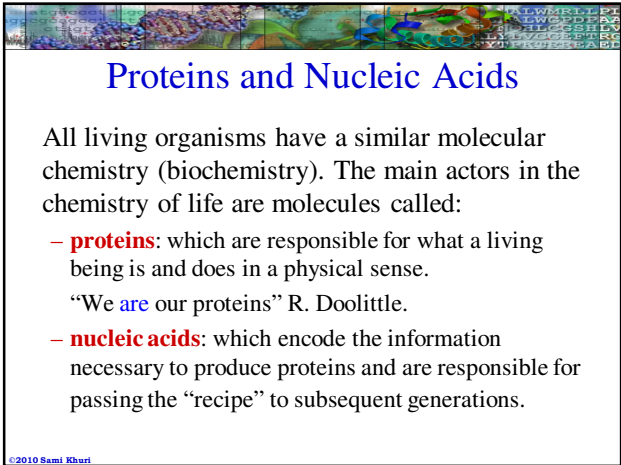 ALWMRLLPL
ALWGPDPAA
Proteins and Nucleic Acids
All living organisms have a similar molecular
chemistry (biochemistry). The main actors in the
chemistry of life are molecules called:
– proteins: which are responsible for what a living
being is and does in a physical sense.
“We are our proteins” R. Doolittle.
– nucleic acids: which encode the information
necessary to produce proteins and are responsible for
passing the “recipe” to subsequent generations.
©2010 Sami Khuri